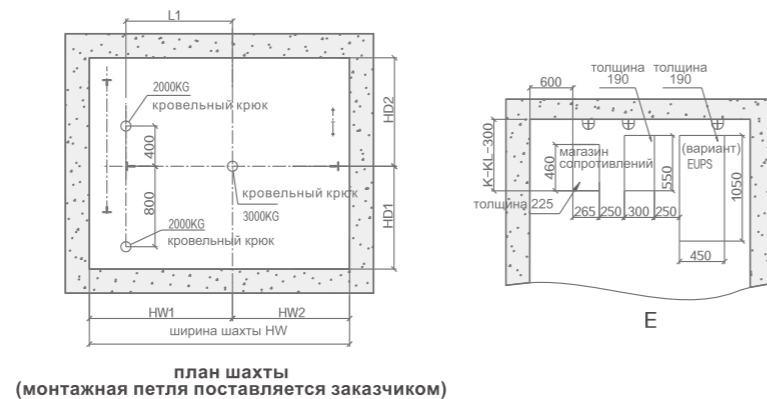 L1
2000KG
кровельный крюк
HD2
400
кровельный крюк
3000KG
800
2000KG
кровельный крюк
HD1
HW1
HW2
ширина шахты HW
план шахты
(монтажная петля поставляется заказчиком)
толщина
190
толщина
190
600
K-KL-300
460
магазин
сопротивлений
550
(вариант)
EUPS
1050
толщина 225
265
250
300
250
450
E